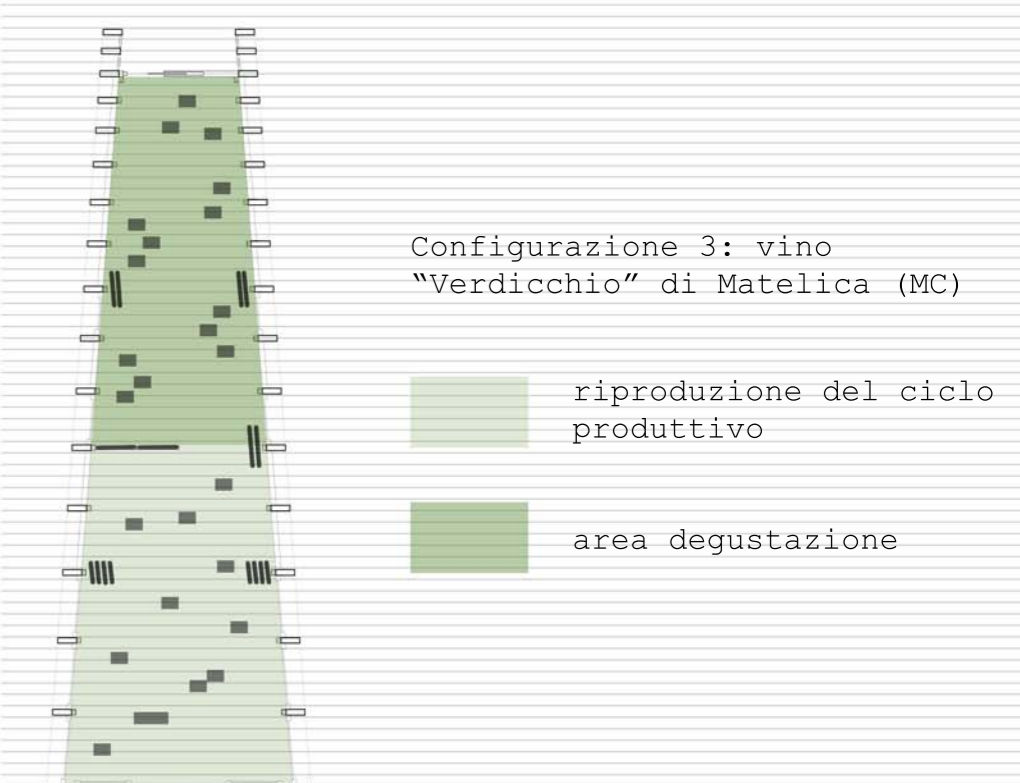 Configurazione 3: vino
“Verdicchio” di Matelica (MC)
riproduzione del ciclo
produttivo
area degustazione